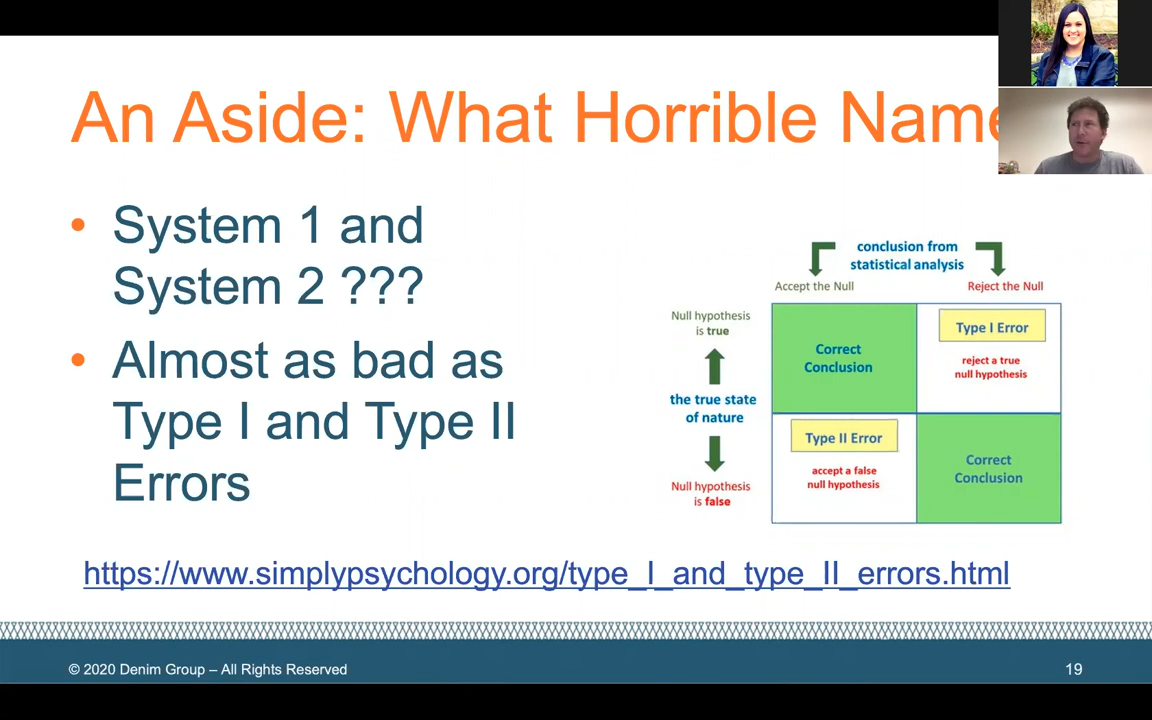 An Aside: What Horrible Name
• System 1 and
System 2 ???
• Almost as bad as
Type I and Type II
Errors
conclusion from
statistical analysis
Accept the Null
Reject the Null
Null hypothesis
is true
the true state
of nature
Null hypothesis
is false
Correct
Conclusion
Type I Error
reject a true
null hypothesis
Type II Error
accept a false
null hypothesis
Correct
Conclusion
https://www.simplypsychology.org/type_I_and_type_II_errors.html
© 2020 Denim Group – All Rights Reserved
19